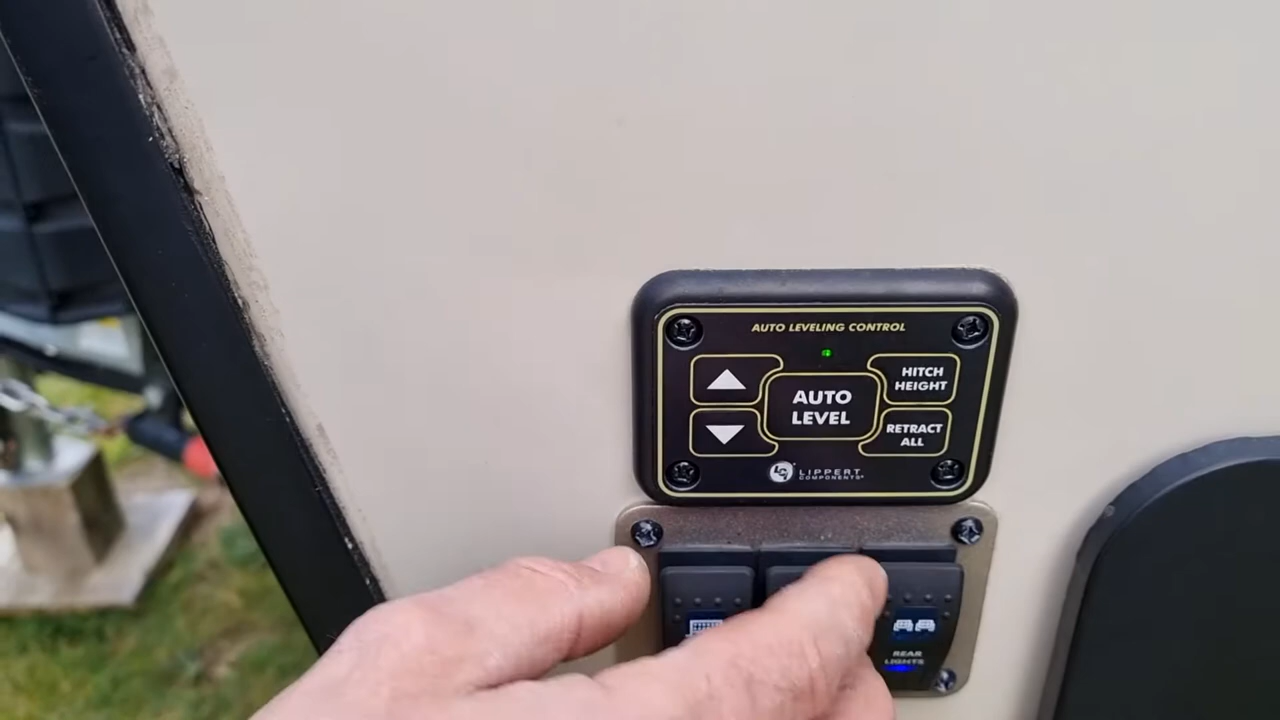 AUTO LEVELING CONTROL
AUTO
LEVEL
HITCH
HEIGHT
RETRACT
ALL
LIPPERT
COMPONENTS
REAR
LIGHTS